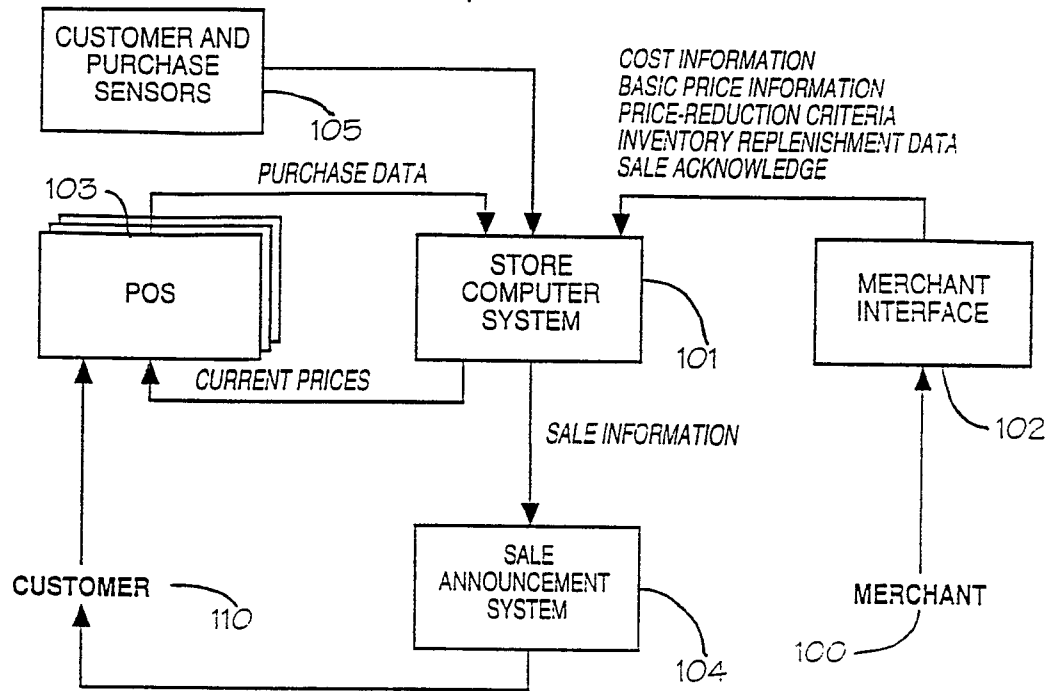 CUSTOMER AND
PURCHASE
SENSORS
105
COST INFORMATION
BASIC PRICE INFORMATION
PRICE-REDUCTION CRITERIA
INVENTORY REPLENISHMENT DATA
SALE ACKNOWLEDGE
PURCHASE DATA
103
POS
STORE
COMPUTER
SYSTEM
101
MERCHANT
INTERFACE
102
CURRENT PRICES
SALE INFORMATION
SALE
ANNOUNCEMENT
SYSTEM
104
CUSTOMER
110
MERCHANT
100